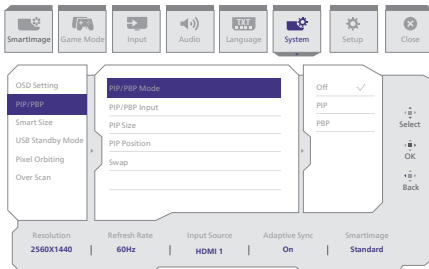 SmartImage
Game Mode
Input
Audio
TXT
Language
System
Setup
Close
OSD Setting
PIP/PBP
Smart Size
USB Standby Mode
Pixel Orbiting
Over Scan
PIP/PBP Mode
PIP/PBP Input
PIP Size
PIP Position
Swap
Off
PIP
PBP
Select
OK
Back
Resolution
2560X1440
Refresh Rate
60Hz
Input Source
HDMI 1
Adaptive Sync
On
SmartImage
Standard